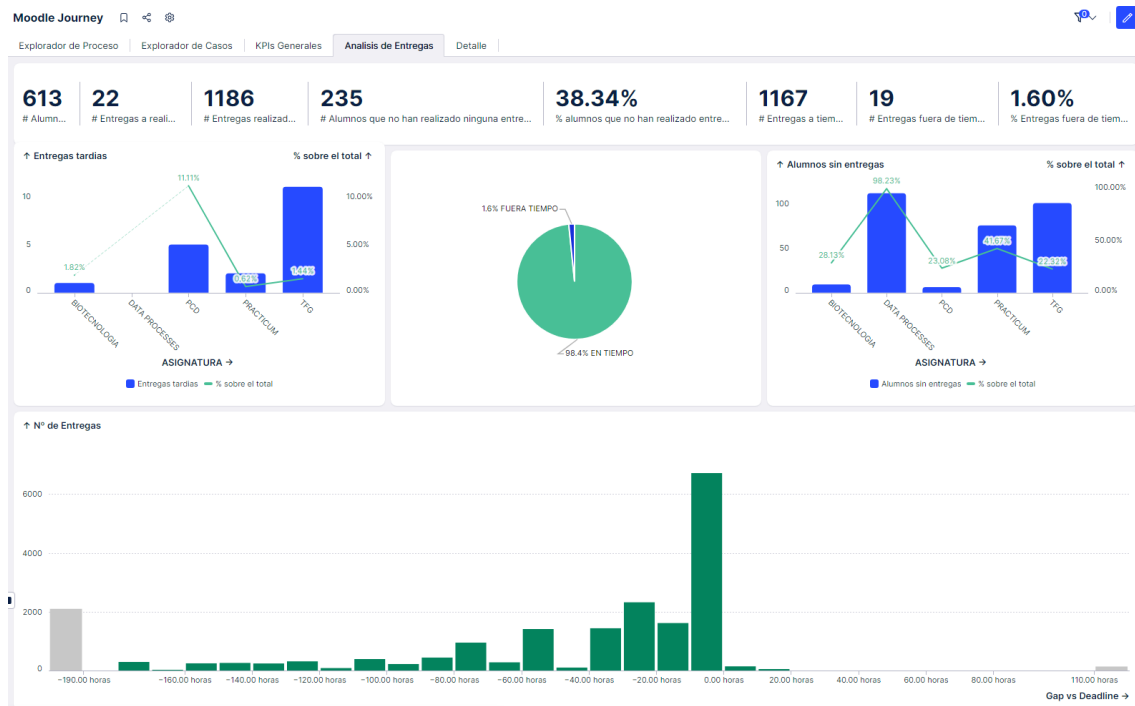 Moodle Journey
0
Explorador de Proceso Explorador de Casos KPIs Generales Analisis de Entregas Detalle
613 22 1186 235 38.34% 1167 19 1.60%
# Alumn... # Entregas a reali... # Entregas realizad... # Alumnos que no han realizado ninguna entre... % alumnos que no han realizado entre... # Entregas a tiem... # Entregas fuera de tiem... % Entregas fuera de tiem...
↑ Entregas tardias % sobre el total ↑
11.11%
10 10.00%
5 5.00%
1.82%
0.62% 1.44%
0 0.00%
BIOTECNOLOGIA DATA PROCESSES PCD PRACTICUM TFG
ASIGNATURA →
Entregas tardias % sobre el total
1.6% FUERA TIEMPO
98.4% EN TIEMPO
↑ Alumnos sin entregas % sobre el total ↑
98.23% 100.00%
100
41.67%
50 50.00%
28.13% 23.08% 22.32%
0 0.00%
BIOTECNOLOGIA DATA PROCESSES PCD PRACTICUM TFG
ASIGNATURA →
Alumnos sin entregas % sobre el total
↑ Nº de Entregas
6000
4000
2000
0
−190.00 horas −160.00 horas −140.00 horas −120.00 horas −100.00 horas −80.00 horas −60.00 horas −40.00 horas −20.00 horas 0.00 horas 20.00 horas 40.00 horas 60.00 horas 80.00 horas 110.00 horas
Gap vs Deadline →